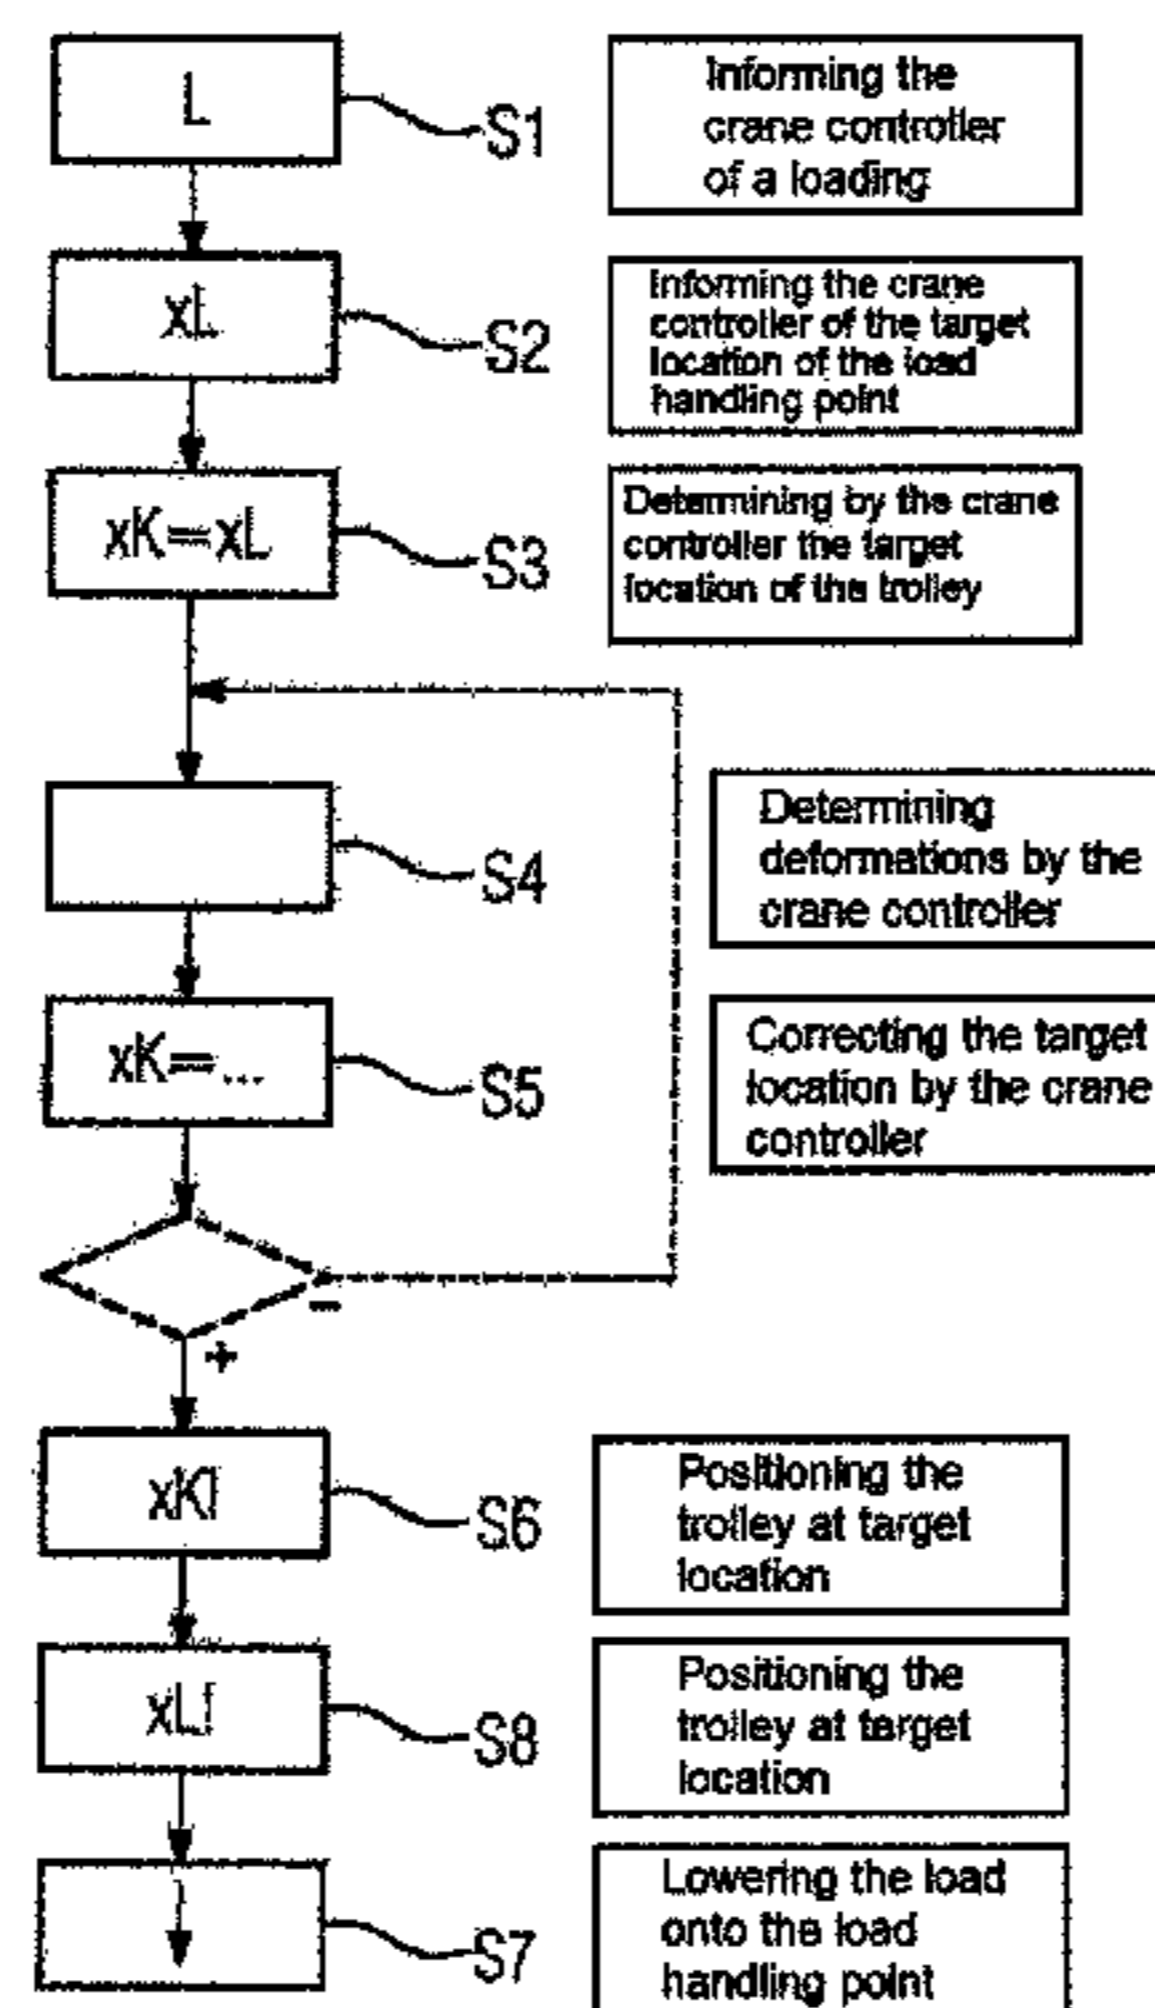 L
S1
Informing the
crane controller
of a loading
xL
S2
Informing the crane
controller of the target
location of the load
handling point
xK=xL
S3
Determining by the crane
controller the target
location of the trolley
S4
Determining
deformations by the
crane controller
xK=...
S5
Correcting the target
location by the crane
controller
-
+
xK!
S6
Positioning the
trolley at target
location
xL!
S8
Positioning the
trolley at target
location
S7
Lowering the load
onto the load
handling point